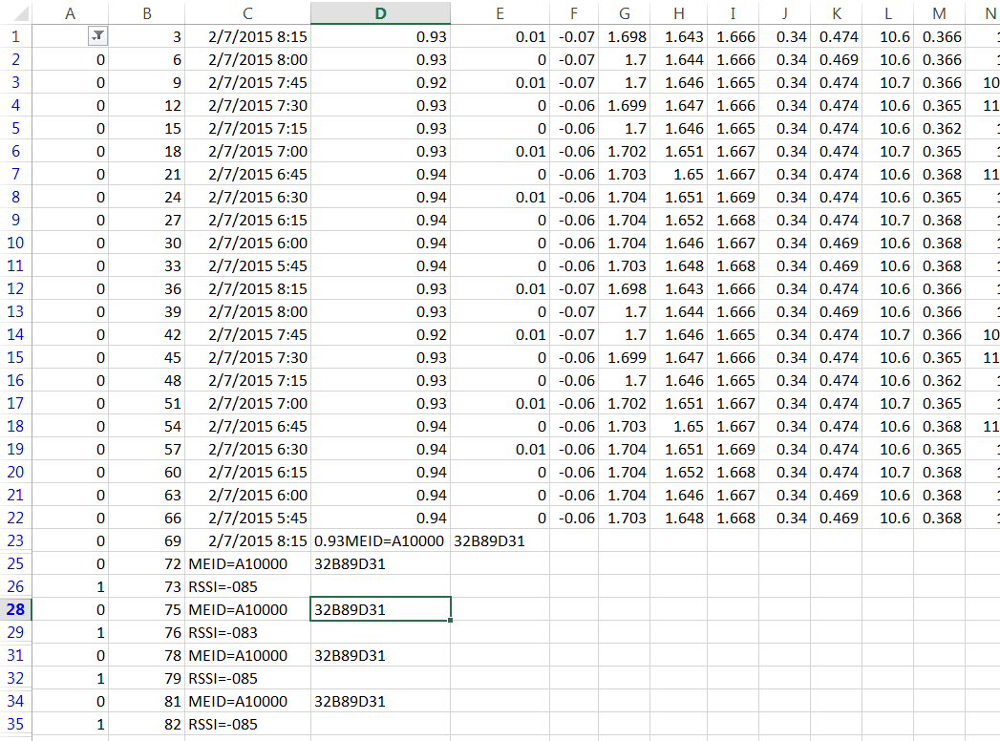 A B C D E F G H I J K L M N
1 3 2/7/2015 8:15 0.93 0.01 -0.07 1.698 1.643 1.666 0.34 0.474 10.6 0.366
2 0 6 2/7/2015 8:00 0.93 0 -0.07 1.7 1.644 1.666 0.34 0.469 10.6 0.366
3 0 9 2/7/2015 7:45 0.92 0.01 -0.07 1.7 1.646 1.665 0.34 0.474 10.7 0.366 10
4 0 12 2/7/2015 7:30 0.93 0 -0.06 1.699 1.647 1.666 0.34 0.474 10.6 0.365 11
5 0 15 2/7/2015 7:15 0.93 0 -0.06 1.7 1.646 1.665 0.34 0.474 10.6 0.362
6 0 18 2/7/2015 7:00 0.93 0.01 -0.06 1.702 1.651 1.667 0.34 0.474 10.7 0.365
7 0 21 2/7/2015 6:45 0.94 0 -0.06 1.703 1.65 1.667 0.34 0.474 10.6 0.368 11
8 0 24 2/7/2015 6:30 0.94 0.01 -0.06 1.704 1.651 1.669 0.34 0.474 10.6 0.365
9 0 27 2/7/2015 6:15 0.94 0 -0.06 1.704 1.652 1.668 0.34 0.474 10.7 0.368
10 0 30 2/7/2015 6:00 0.94 0 -0.06 1.704 1.646 1.667 0.34 0.469 10.6 0.368
11 0 33 2/7/2015 5:45 0.94 0 -0.06 1.703 1.648 1.668 0.34 0.469 10.6 0.368
12 0 36 2/7/2015 8:15 0.93 0.01 -0.07 1.698 1.643 1.666 0.34 0.474 10.6 0.366
13 0 39 2/7/2015 8:00 0.93 0 -0.07 1.7 1.644 1.666 0.34 0.469 10.6 0.366
14 0 42 2/7/2015 7:45 0.92 0.01 -0.07 1.7 1.646 1.665 0.34 0.474 10.7 0.366 10
15 0 45 2/7/2015 7:30 0.93 0 -0.06 1.699 1.647 1.666 0.34 0.474 10.6 0.365 11
16 0 48 2/7/2015 7:15 0.93 0 -0.06 1.7 1.646 1.665 0.34 0.474 10.6 0.362
17 0 51 2/7/2015 7:00 0.93 0.01 -0.06 1.702 1.651 1.667 0.34 0.474 10.7 0.365
18 0 54 2/7/2015 6:45 0.94 0 -0.06 1.703 1.65 1.667 0.34 0.474 10.6 0.368 11
19 0 57 2/7/2015 6:30 0.94 0.01 -0.06 1.704 1.651 1.669 0.34 0.474 10.6 0.365
20 0 60 2/7/2015 6:15 0.94 0 -0.06 1.704 1.652 1.668 0.34 0.474 10.7 0.368
21 0 63 2/7/2015 6:00 0.94 0 -0.06 1.704 1.646 1.667 0.34 0.469 10.6 0.368
22 0 66 2/7/2015 5:45 0.94 0 -0.06 1.703 1.648 1.668 0.34 0.469 10.6 0.368
23 0 69 2/7/2015 8:15 0.93MEID=A10000 32B89D31
25 0 72 MEID=A10000 32B89D31
26 1 73 RSSI=-085
28 0 75 MEID=A10000 32B89D31
29 1 76 RSSI=-083
31 0 78 MEID=A10000 32B89D31
32 1 79 RSSI=-085
34 0 81 MEID=A10000 32B89D31
35 1 82 RSSI=-085